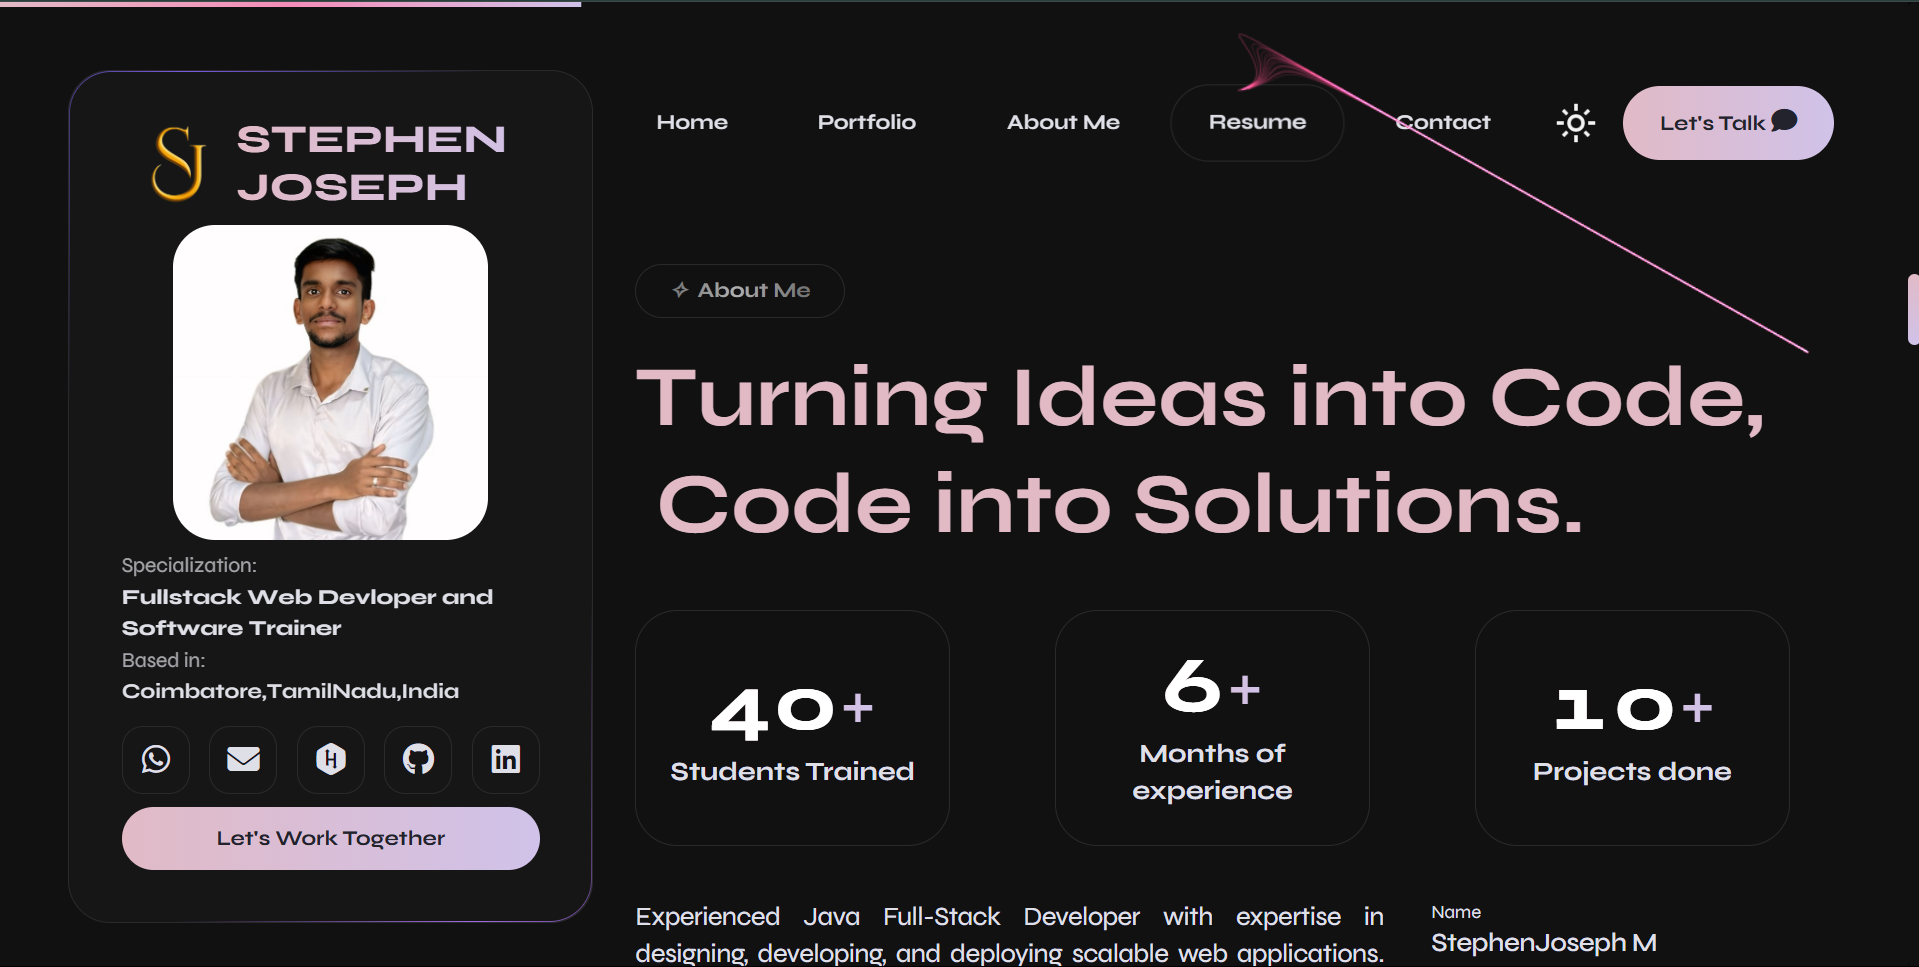 SJ
STEPHEN
JOSEPH
Specialization:
Fullstack Web Devloper and
Software Trainer
Based in:
Coimbatore,TamilNadu,India
H
in
Let's Work Together
Home Portfolio About Me Resume Contact Let's Talk
About Me
Turning Ideas into Code,
Code into Solutions.
40+
Students Trained
6+
Months of
experience
10+
Projects done
Experienced Java Full-Stack Developer with expertise in
designing, developing, and deploying scalable web applications.
Name
StephenJoseph M